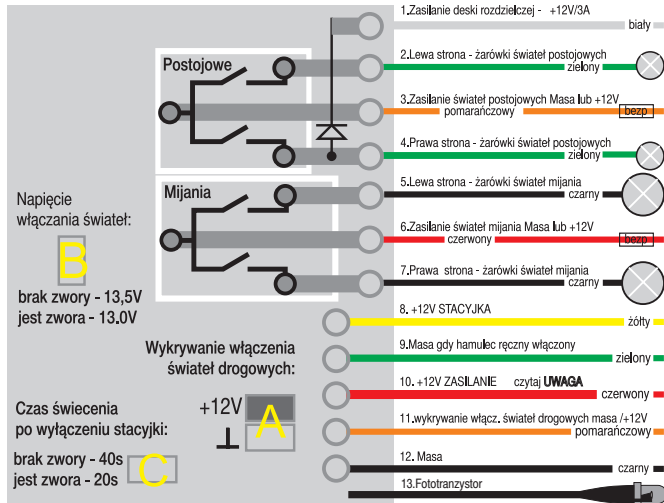 1.Zasilanie deski rozdzielczej - +12V/3A
biały
Postojowe
2.Lewa strona - żarówki świateł postojowych
zielony
3.Zasilanie świateł postojowych Masa lub +12V
pomarańczowy
bezp
4.Prawa strona - żarówki świateł postojowych
zielony
Mijania
5.Lewa strona - żarówki świateł mijania
czarny
6.Zasilanie świateł mijania Masa lub +12V
czerwony
bezp
7.Prawa strona - żarówki świateł mijania
czarny
Napięcie
włączania świateł:
B
brak zwory - 13,5V
jest zwora - 13.0V
8. +12V STACYJKA
żółty
Wykrywanie włączenia
świateł drogowych:
9.Masa gdy hamulec ręczny włączony
zielony
+12V
A
10. +12V ZASILANIE czytaj UWAGA
czerwony
11.wykrywanie włącz. świateł drogowych masa /+12V
pomarańczowy
Czas świecenia
po wyłączeniu stacyjki:
brak zwory - 40s
jest zwora - 20s
C
12. Masa
czarny
13.Fototranzystor